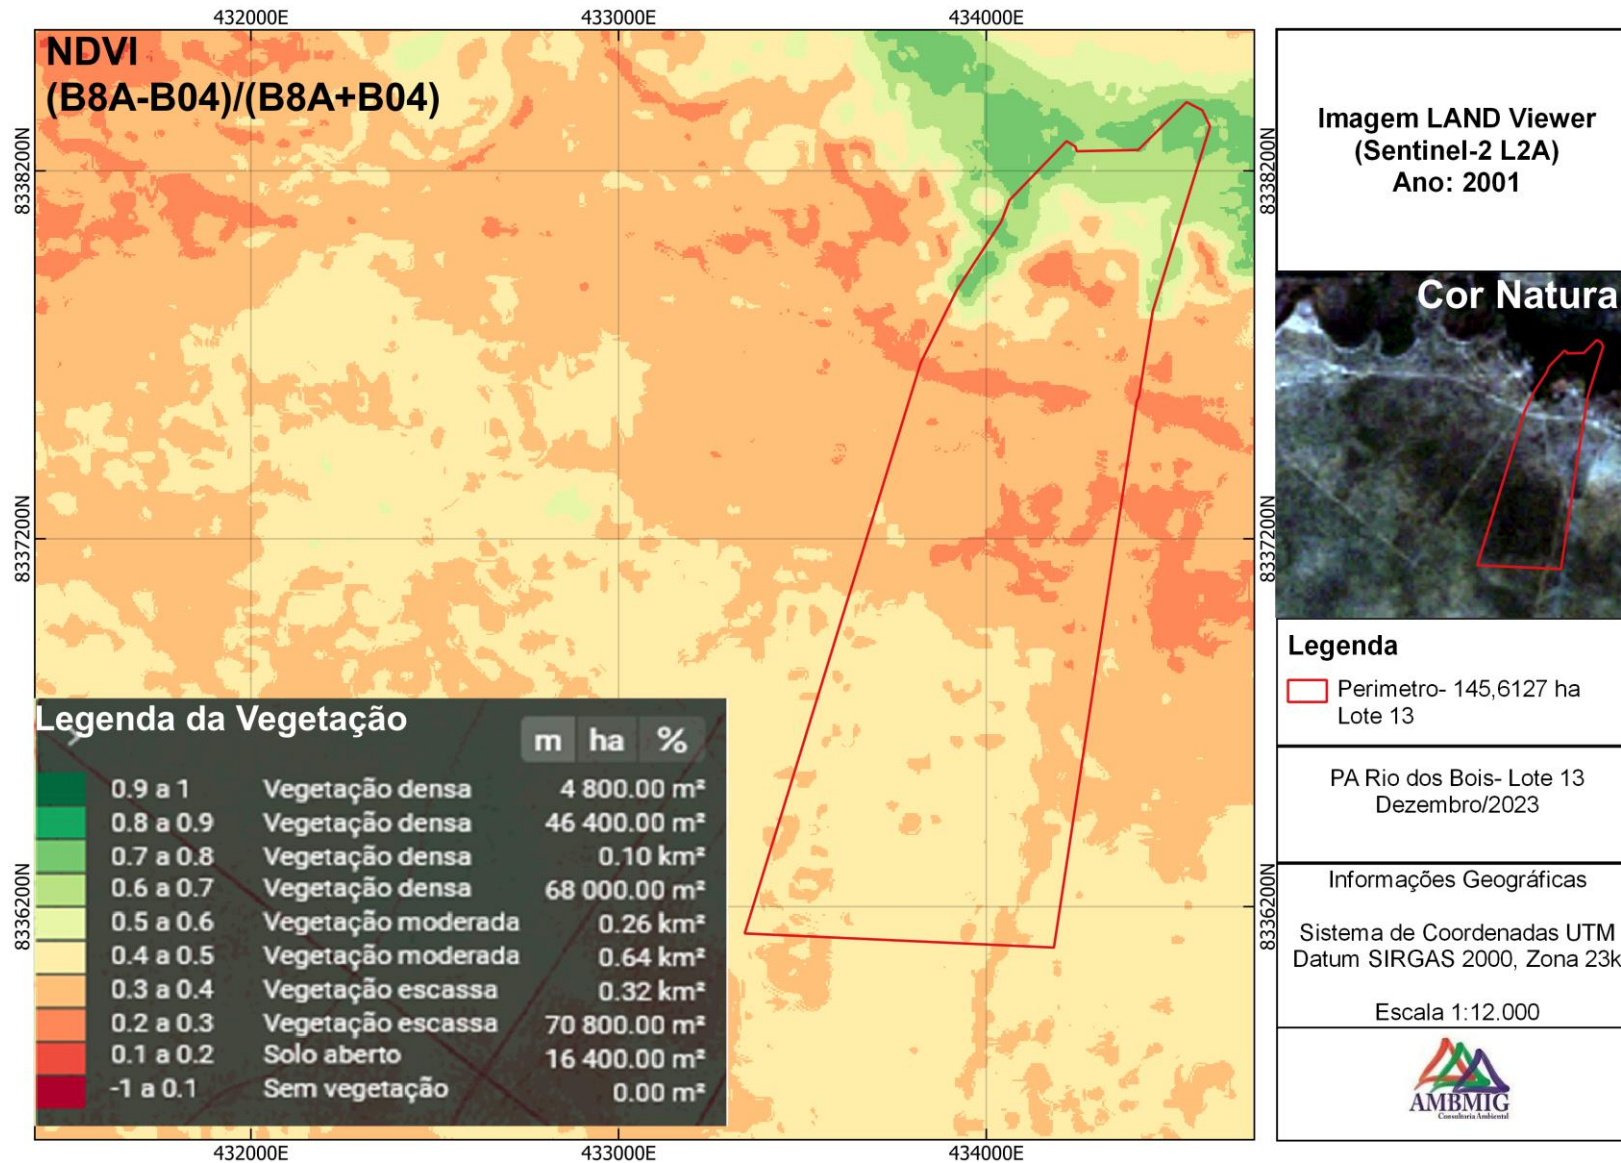 432000E 433000E 434000E
NDVI
(B8A-B04)/(B8A+B04)
8338200N
8337200N
8336200N
8338200N
8337200N
8336200N
Legenda da Vegetação
m ha %
0.9 a 1 Vegetação densa 4 800.00 m²
0.8 a 0.9 Vegetação densa 46 400.00 m²
0.7 a 0.8 Vegetação densa 0.10 km²
0.6 a 0.7 Vegetação densa 68 000.00 m²
0.5 a 0.6 Vegetação moderada 0.26 km²
0.4 a 0.5 Vegetação moderada 0.64 km²
0.3 a 0.4 Vegetação escassa 0.32 km²
0.2 a 0.3 Vegetação escassa 70 800.00 m²
0.1 a 0.2 Solo aberto 16 400.00 m²
-1 a 0.1 Sem vegetação 0.00 m²
432000E 433000E 434000E
Imagem LAND Viewer
(Sentinel-2 L2A)
Ano: 2001
Cor Natura
Legenda
Perimetro- 145,6127 ha
Lote 13
PA Rio dos Bois- Lote 13
Dezembro/2023
Informações Geográficas
Sistema de Coordenadas UTM
Datum SIRGAS 2000, Zona 23k
Escala 1:12.000
AMBMIG
Consultoria Ambiental